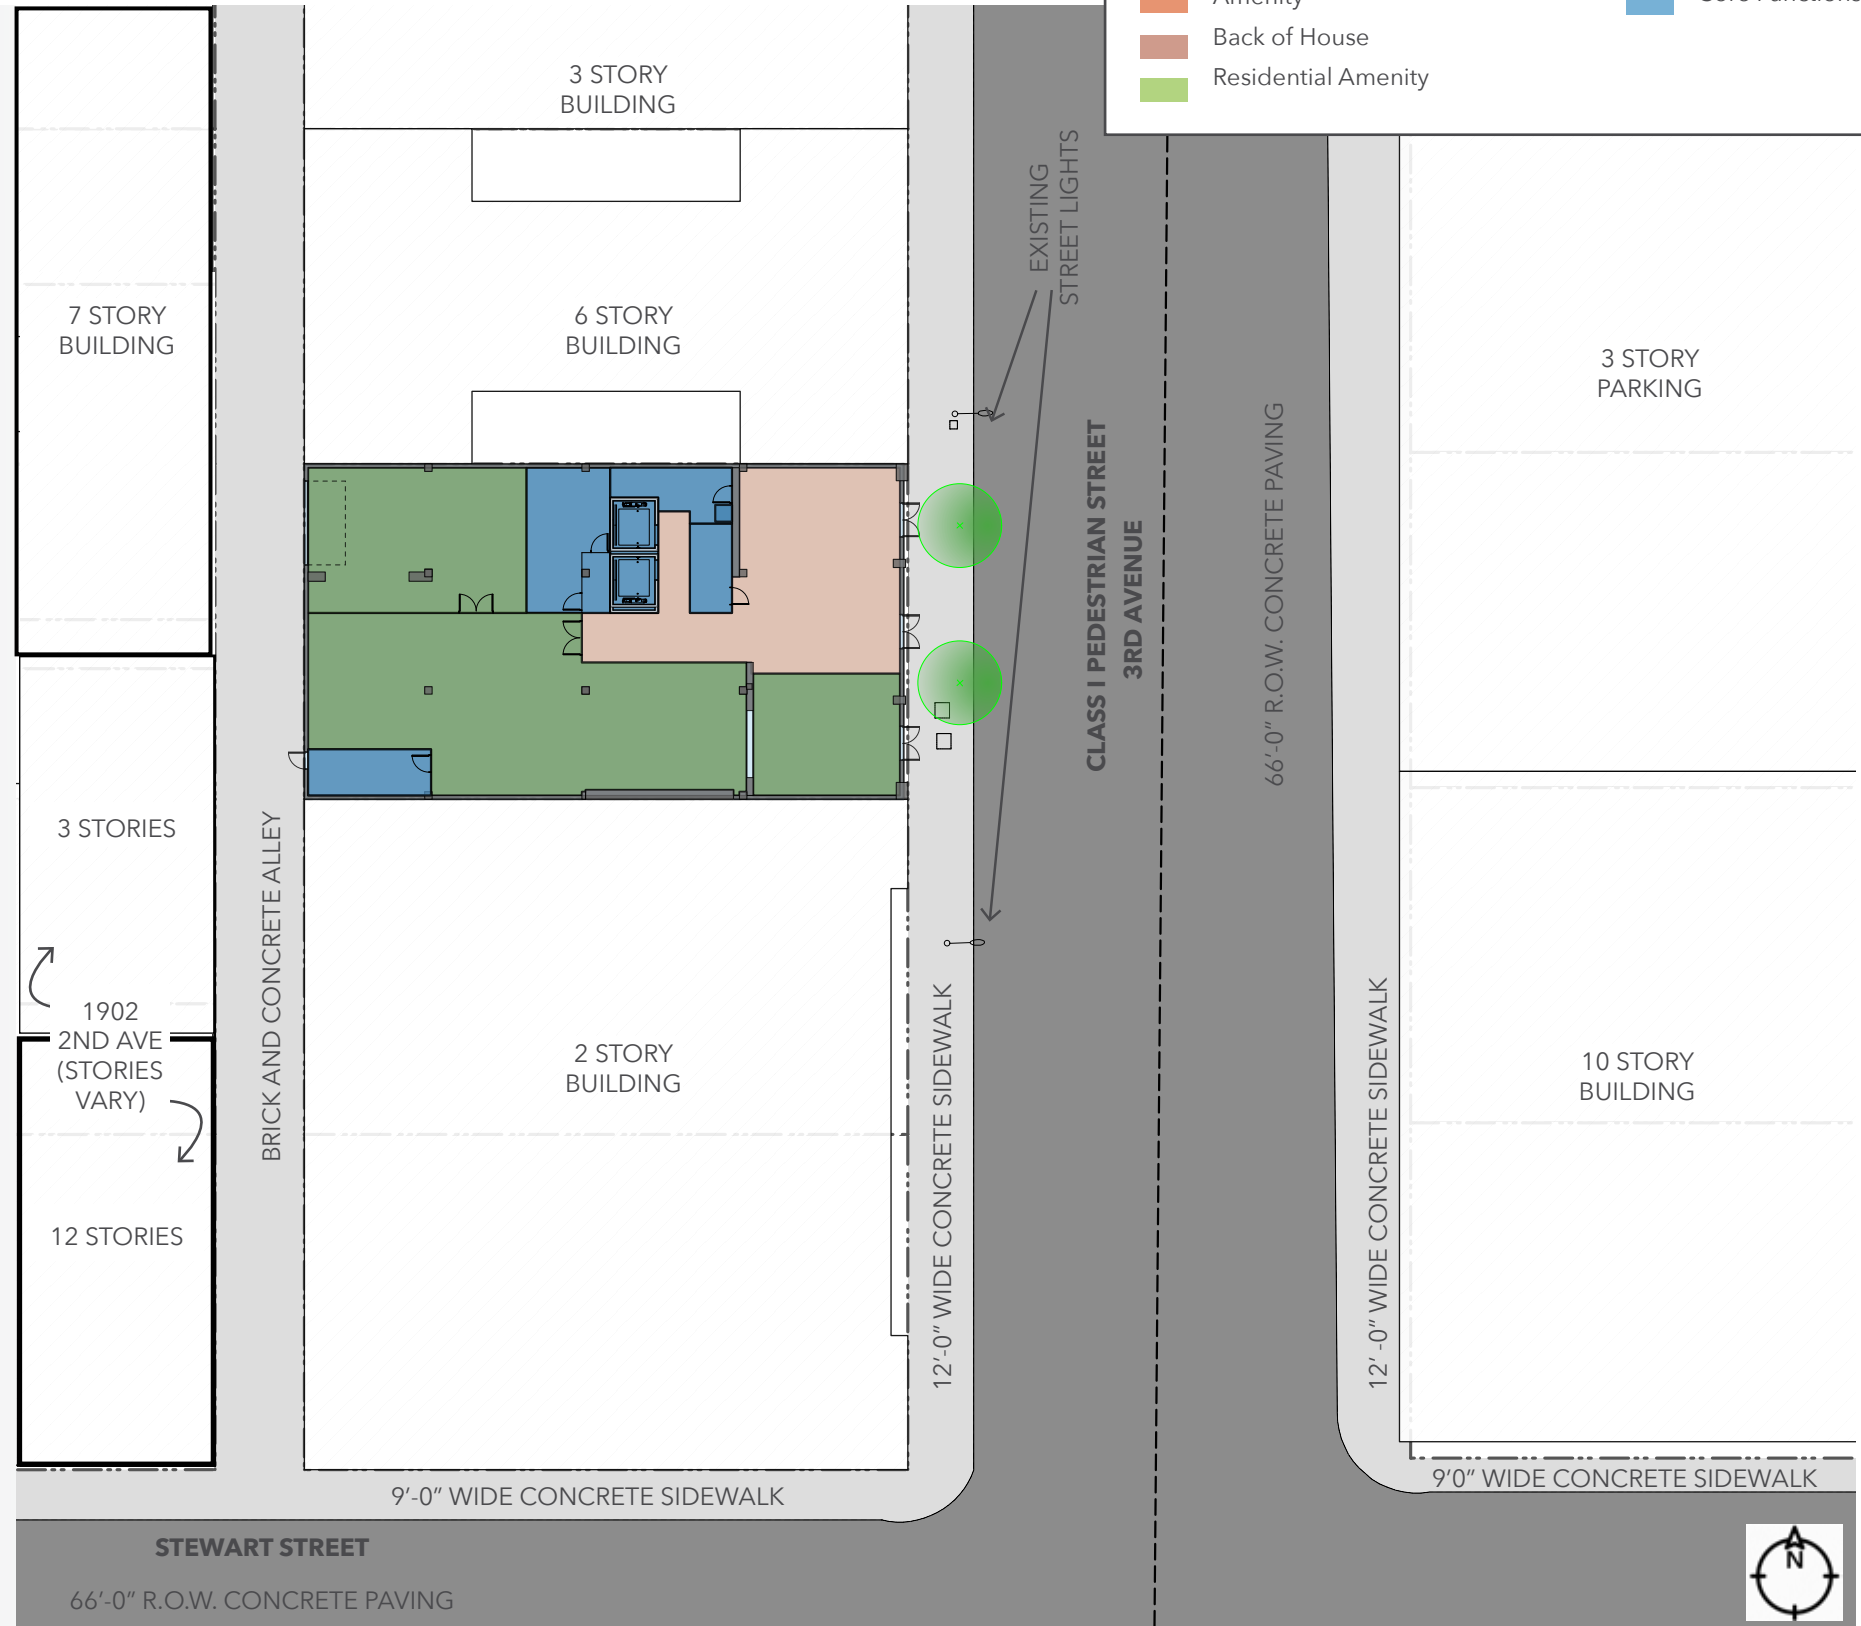 Amenity
Core Functions
Back of House
Residential Amenity
3 STORY
BUILDING
EXISTING
STREET LIGHTS
7 STORY
BUILDING
6 STORY
BUILDING
3 STORY
PARKING
CLASS I PEDESTRIAN STREET
3RD AVENUE
66'-0" R.O.W. CONCRETE PAVING
3 STORIES
BRICK AND CONCRETE ALLEY
1902
2ND AVE
(STORIES
VARY)
2 STORY
BUILDING
12'-0" WIDE CONCRETE SIDEWALK
12' -0" WIDE CONCRETE SIDEWALK
10 STORY
BUILDING
12 STORIES
9'-0" WIDE CONCRETE SIDEWALK
9'0" WIDE CONCRETE SIDEWALK
STEWART STREET
66'-0" R.O.W. CONCRETE PAVING
N